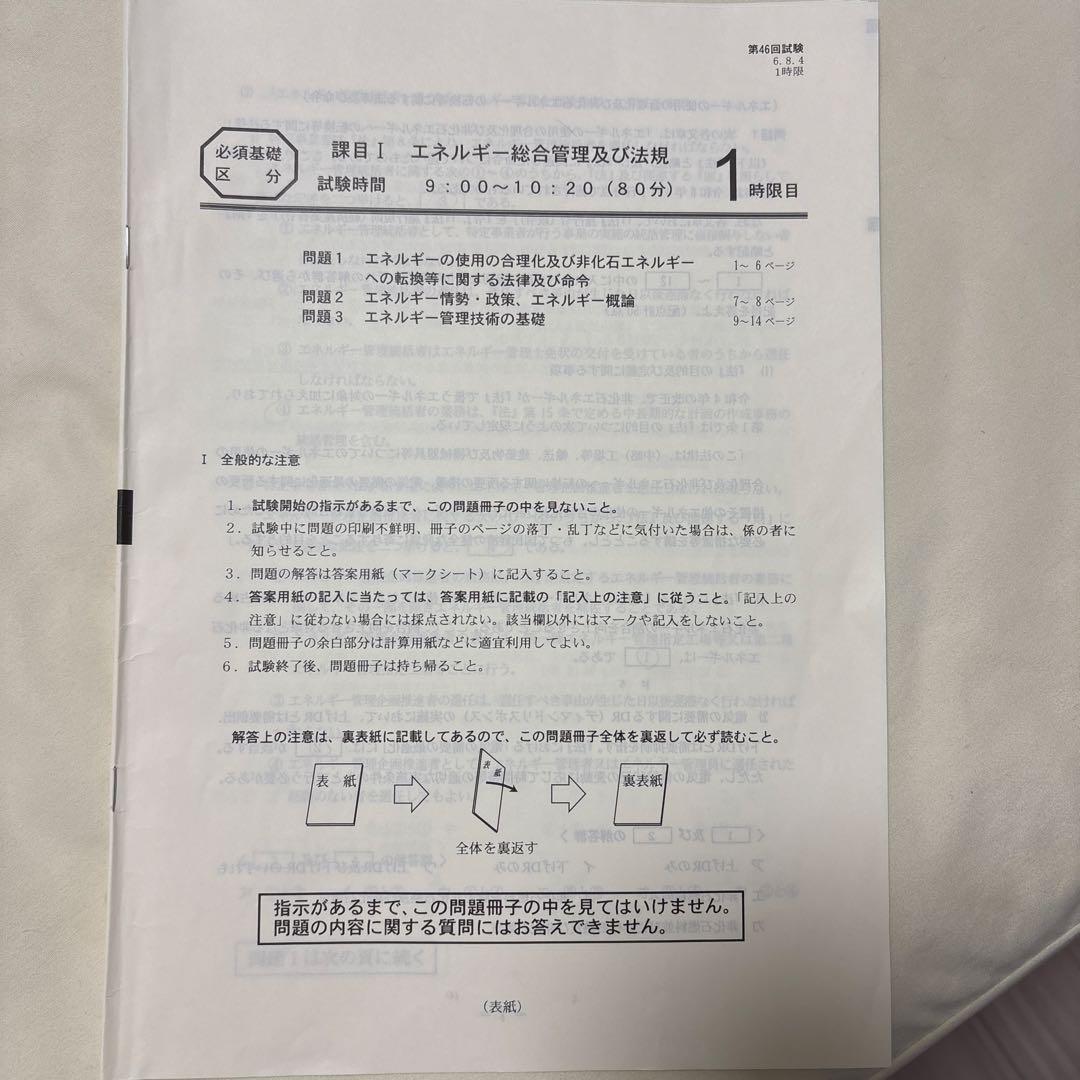 第46回試験
6.8.4
1時限
必須基礎
区　分
課目Ⅰ　エネルギー総合管理及び法規
試験時間　9：00～10：20（80分）
1時限目
問題1　エネルギーの使用の合理化及び非化石エネルギー　1～6ページ
への転換等に関する法律及び命令
問題2　エネルギー情勢・政策、エネルギー概論　7～8ページ
問題3　エネルギー管理技術の基礎　9～14ページ
Ⅰ　全般的な注意
1．試験開始の指示があるまで、この問題冊子の中を見ないこと。
2．試験中に問題の印刷不鮮明、冊子のページの落丁・乱丁などに気付いた場合は、係の者に
知らせること。
3．問題の解答は答案用紙（マークシート）に記入すること。
4．答案用紙の記入に当たっては、答案用紙に記載の「記入上の注意」に従うこと。「記入上の
注意」に従わない場合には採点されない。該当欄以外にはマークや記入をしないこと。
5．問題冊子の余白部分は計算用紙などに適宜利用してよい。
6．試験終了後、問題冊子は持ち帰ること。
解答上の注意は、裏表紙に記載してあるので、この問題冊子全体を裏返して必ず読むこと。
表　紙
表　紙
裏表紙
全体を裏返す
指示があるまで、この問題冊子の中を見てはいけません。
問題の内容に関する質問にはお答えできません。
（表紙）